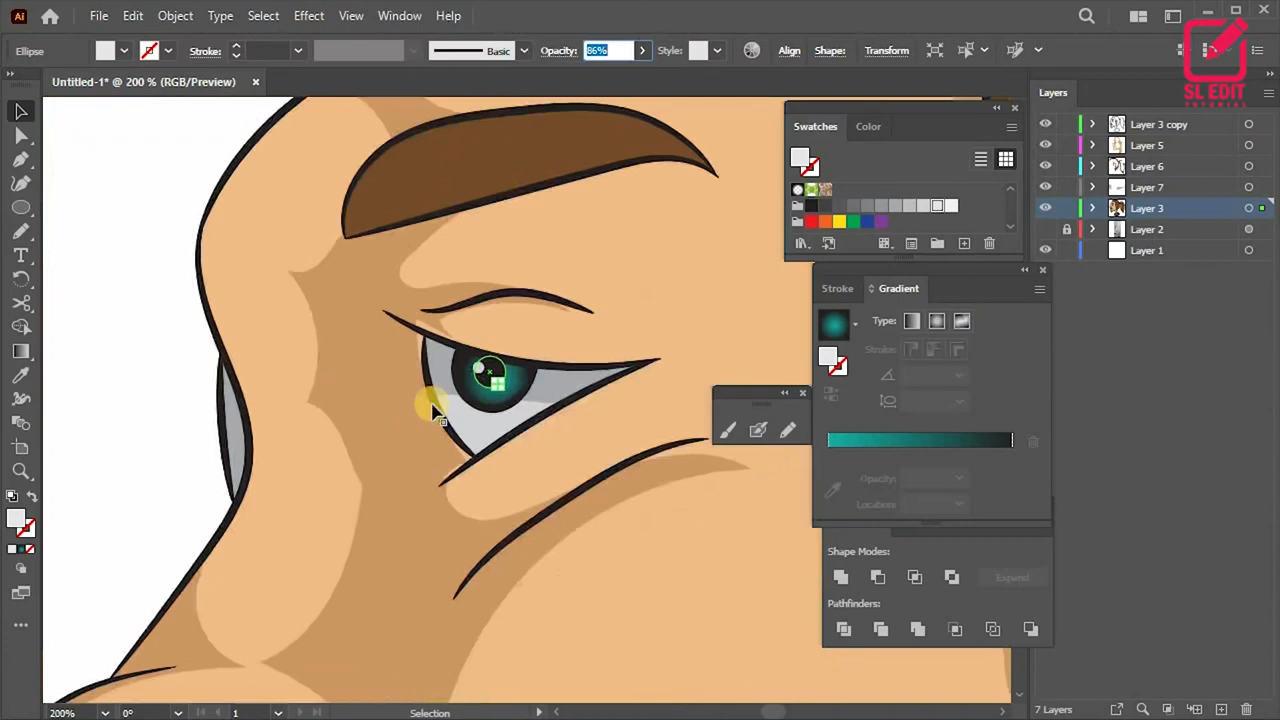 Ai File Edit Object Type Select Effect View Window Help
Ellipse Stroke: Basic Opacity: 86% Style: Align Shape: Transform
SL EDIT
TUTORIAL
Untitled-1* @ 200 % (RGB/Preview)
Layers
Swatches Color
Layer 3 copy
Layer 5
Layer 6
Layer 7
Layer 3
Layer 2
Layer 1
Stroke Gradient
Type:
Stroke:
Opacity:
Location:
Shape Modes:
Expand
Pathfinders:
200% 0° 1 Selection
7 Layers